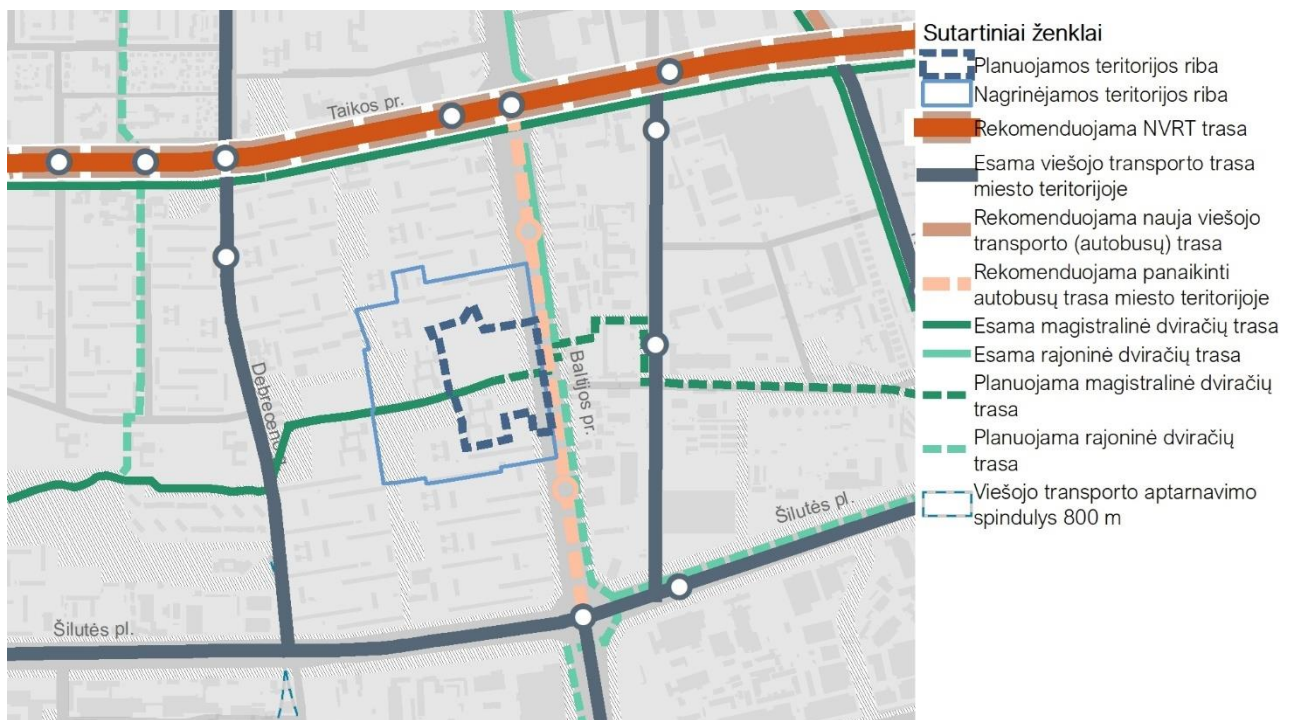 Taikos pr.
Debreceno g.
Baltijos pr.
Šilutės pl.
Šilutės pl.
Sutartiniai ženklai
Planuojamos teritorijos riba
Nagrinėjamos teritorijos riba
Rekomenduojama NVRT trasa
Esama viešojo transporto trasa
miesto teritorijoje
Rekomenduojama nauja viešojo
transporto (autobusų) trasa
Rekomenduojama panaikinti
autobusų trasa miesto teritorijoje
Esama magistralinė dviračių trasa
Esama rajoninė dviračių trasa
Planuojama magistralinė dviračių
trasa
Planuojama rajoninė dviračių
trasa
Viešojo transporto aptarnavimo
spindulys 800 m